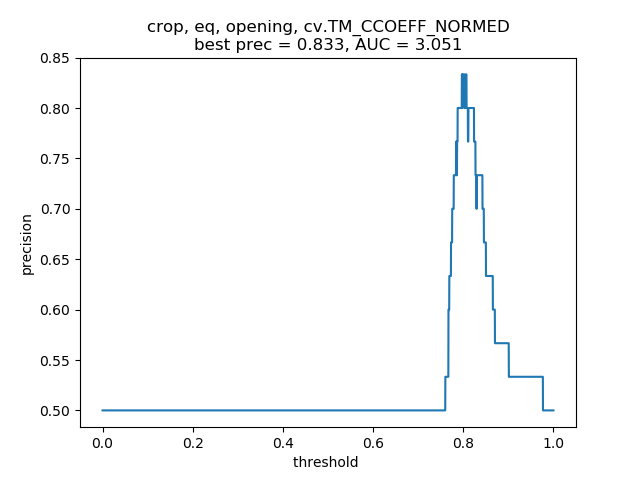 crop, eq, opening, cv.TM_CCOEFF_NORMED
best prec = 0.833, AUC = 3.051
0.85
0.80
0.75
0.70
0.65
0.60
0.55
0.50
precision
0.0 0.2 0.4 0.6 0.8 1.0
threshold